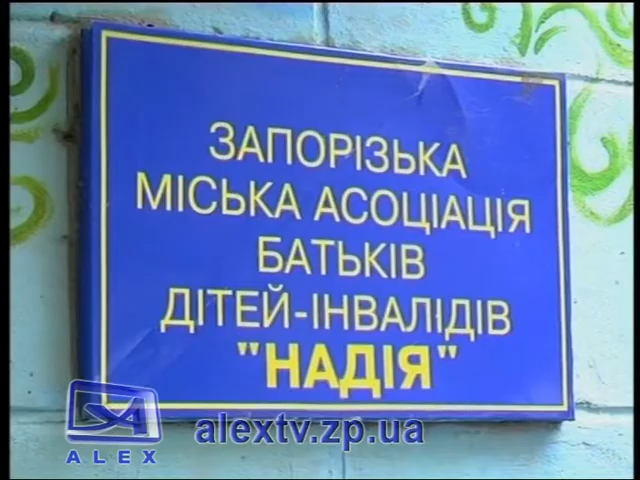 ЗАПОРІЗЬКА
МІСЬКА АСОЦІАЦІЯ
БАТЬКІВ
ДІТЕЙ-ІНВАЛІДІВ
"НАДІЯ"
ALEX
alextv.zp.ua